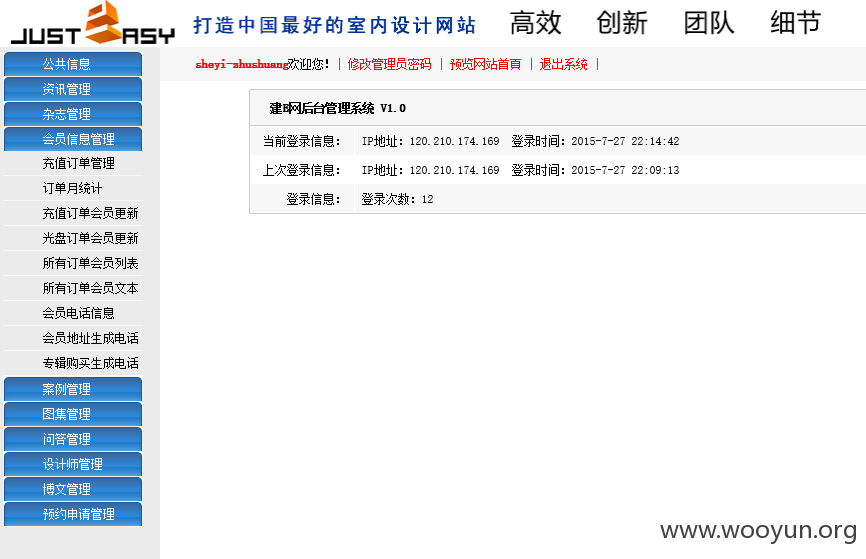 JUST EASY 打造中国最好的室内设计网站 高效 创新 团队 细节
sheyi-zhushuang欢迎您! | 修改管理员密码 | 预览网站首頁 | 退出系统 |
公共信息
资讯管理
杂志管理
会员信息管理
充值订单管理
订单月统计
充值订单会员更新
光盘订单会员更新
所有订单会员列表
所有订单会员文本
会员电话信息
会员地址生成电话
专辑购买生成电话
案例管理
图集管理
问答管理
设计师管理
博文管理
预约申请管理
建E网后台管理系统 V1.0
当前登录信息: IP地址: 120.210.174.169 登录时间: 2015-7-27 22:14:42
上次登录信息: IP地址: 120.210.174.169 登录时间: 2015-7-27 22:09:13
登录信息: 登录次数: 12
www.wooyun.org